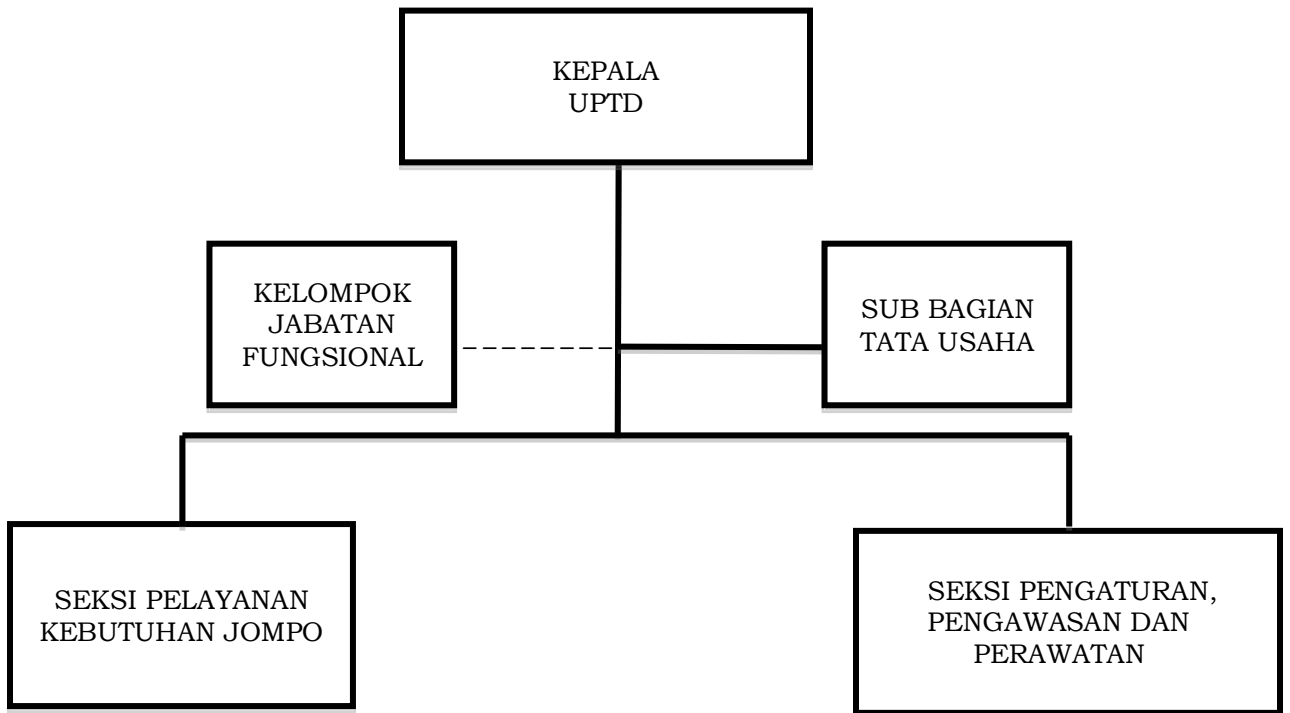 KEPALA
UPTD
KELOMPOK
JABATAN
FUNGSIONAL
SUB BAGIAN
TATA USAHA
SEKSI PELAYANAN
KEBUTUHAN JOMPO
SEKSI PENGATURAN,
PENGAWASAN DAN
PERAWATAN